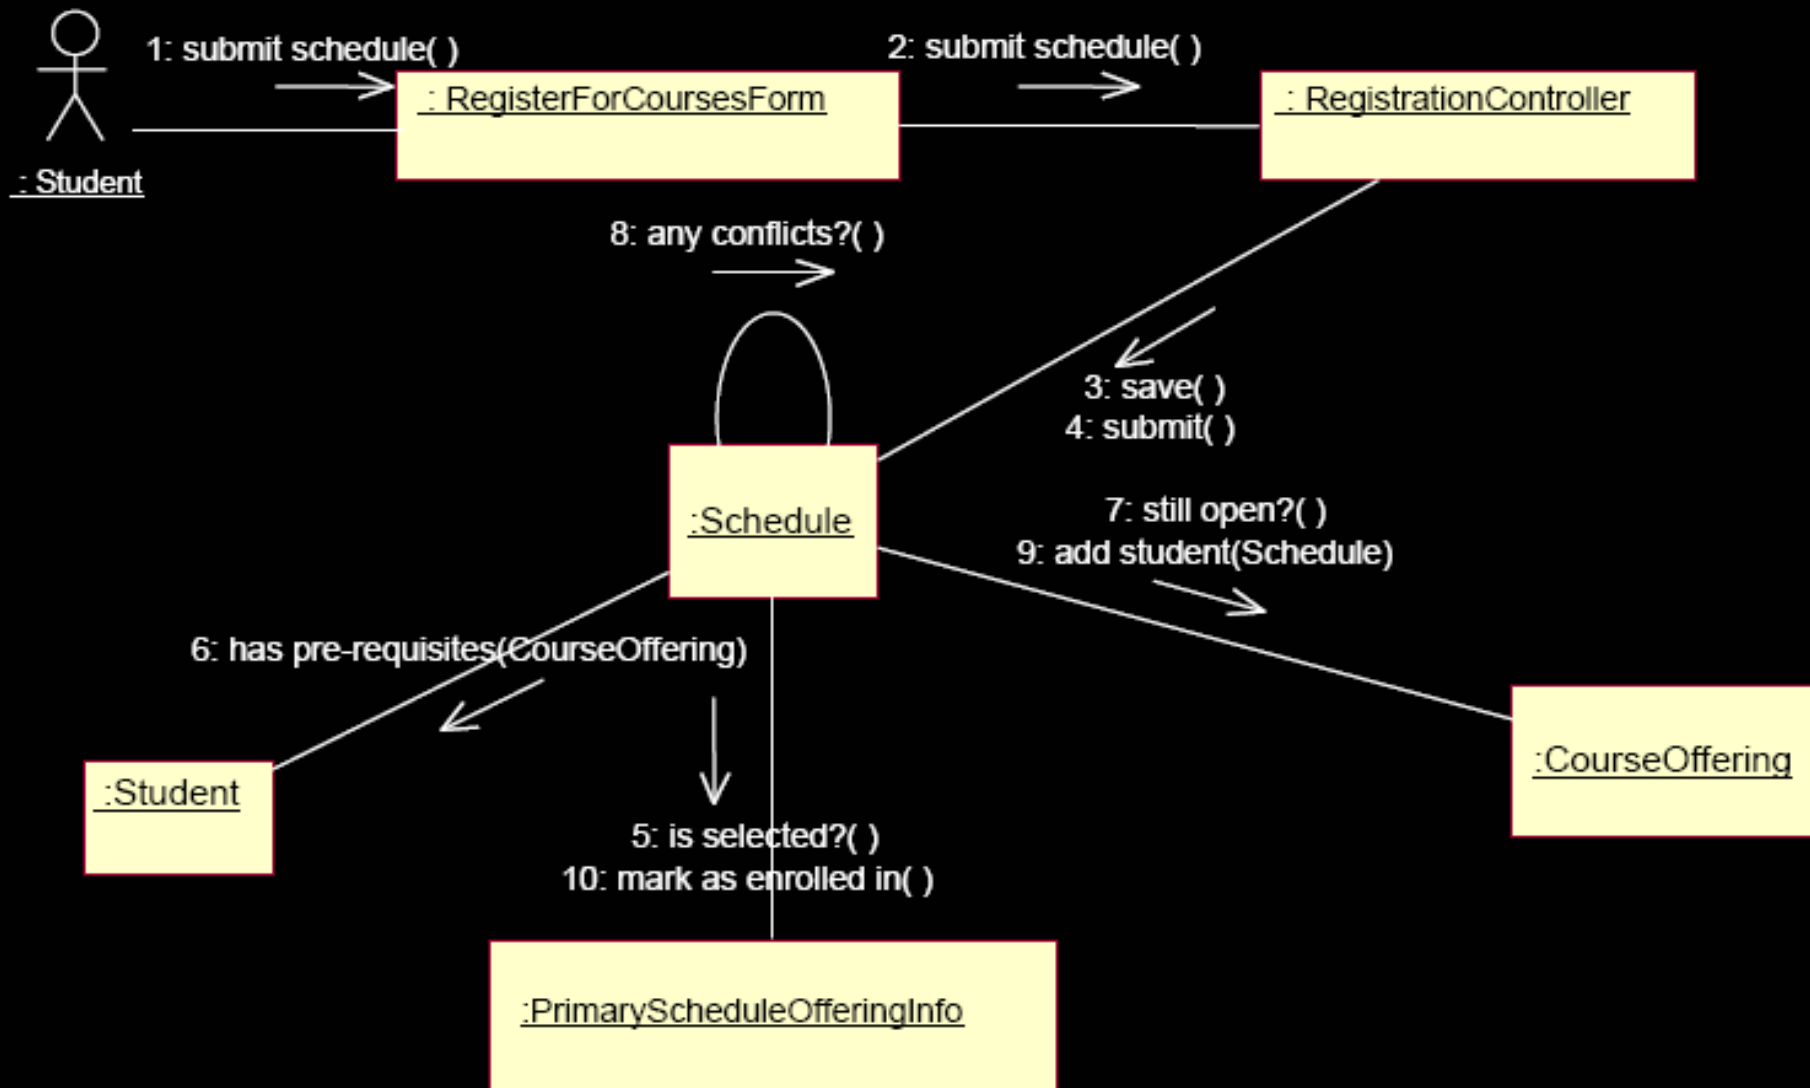 1: submit schedule( )
2: submit schedule( )
: RegisterForCoursesForm
: RegistrationController
: Student
8: any conflicts?( )
3: save( )
4: submit( )
:Schedule
7: still open?( )
9: add student(Schedule)
6: has pre-requisites(CourseOffering)
:CourseOffering
:Student
5: is selected?( )
10: mark as enrolled in( )
:PrimaryScheduleOfferingInfo